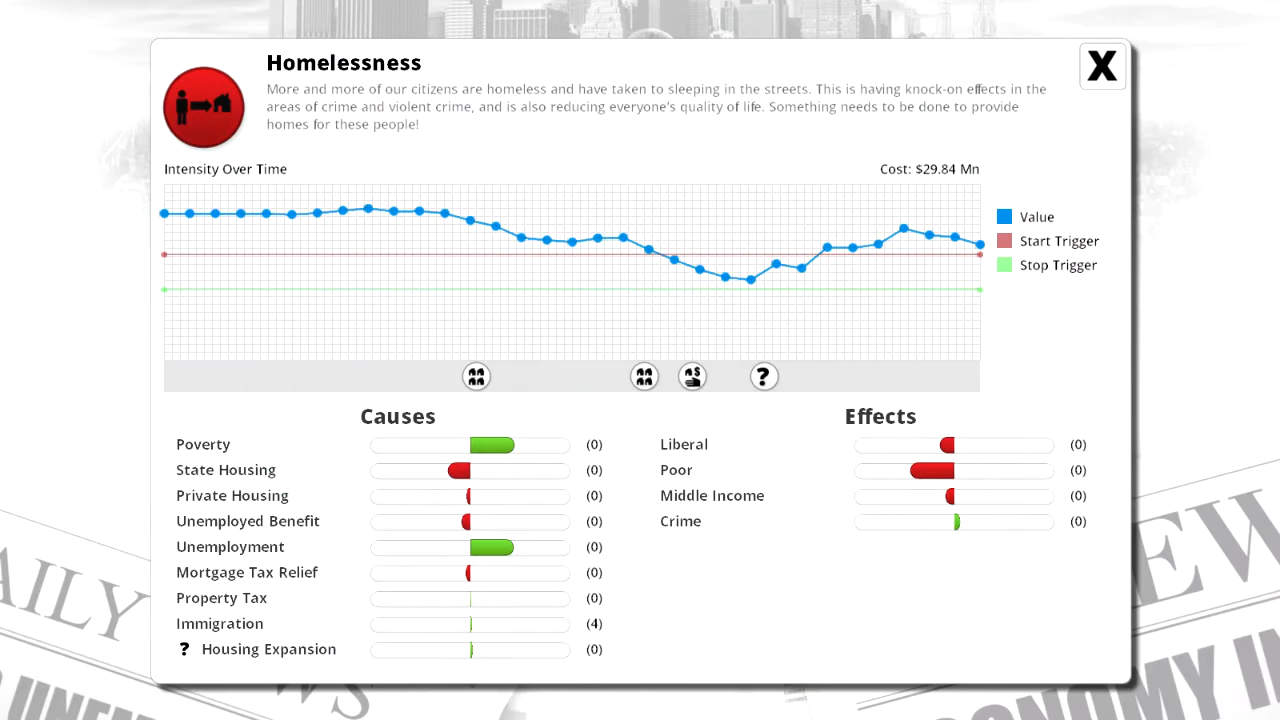 Homelessness
X
More and more of our citizens are homeless and have taken to sleeping in the streets. This is having knock-on effects in the
areas of crime and violent crime, and is also reducing everyone's quality of life. Something needs to be done to provide
homes for these people!
Intensity Over Time
Cost: $29.84 Mn
Value
Start Trigger
Stop Trigger
$
?
Causes
Poverty (0)
State Housing (0)
Private Housing (0)
Unemployed Benefit (0)
Unemployment (0)
Mortgage Tax Relief (0)
Property Tax (0)
Immigration (4)
? Housing Expansion (0)
Effects
Liberal (0)
Poor (0)
Middle Income (0)
Crime (0)
AILY
WS
EW